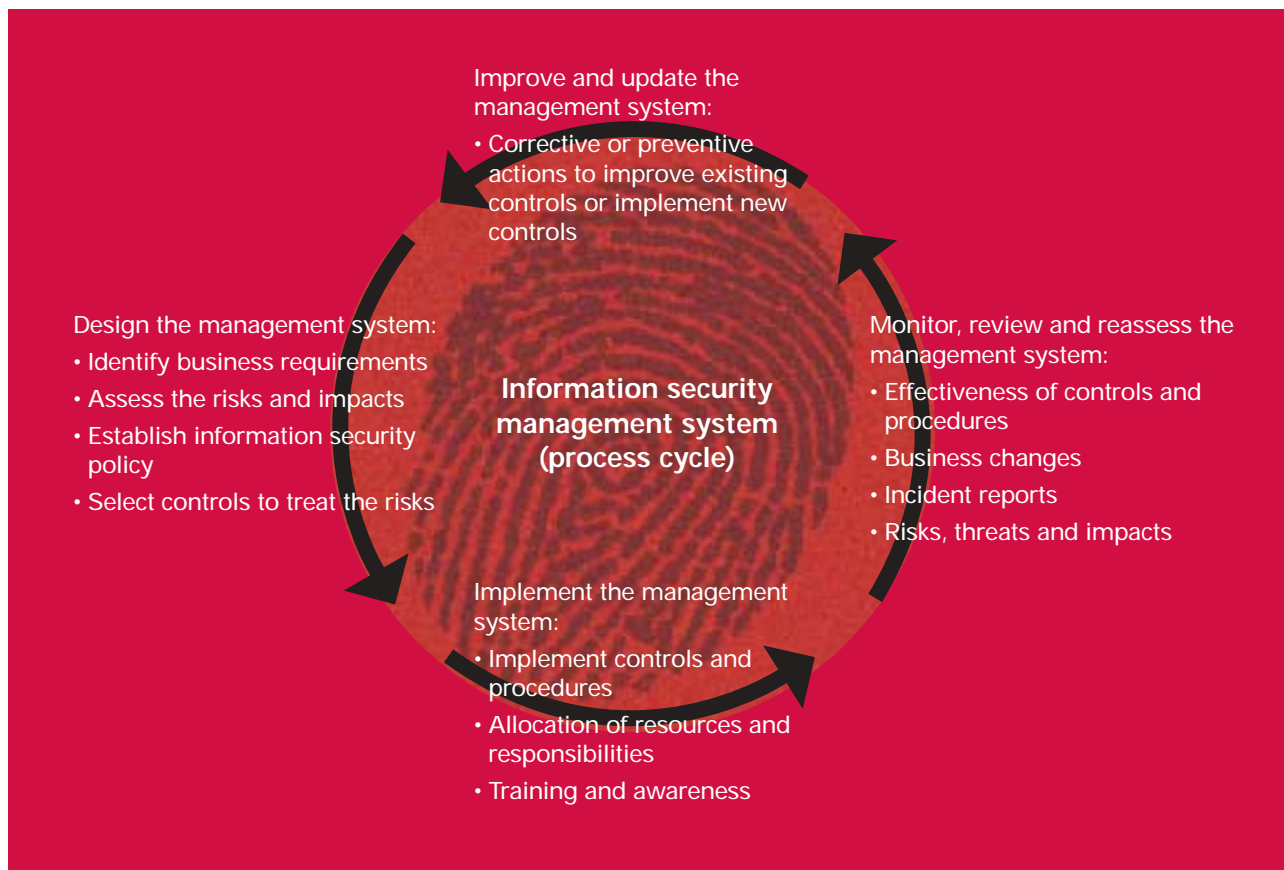 Improve and update the
management system:
• Corrective or preventive
actions to improve existing
controls or implement new
controls
Design the management system:
• Identify business requirements
• Assess the risks and impacts
• Establish information security
policy
• Select controls to treat the risks
Information security
management system
(process cycle)
Monitor, review and reassess the
management system:
• Effectiveness of controls and
procedures
• Business changes
• Incident reports
• Risks, threats and impacts
Implement the management
system:
• Implement controls and
procedures
• Allocation of resources and
responsibilities
• Training and awareness